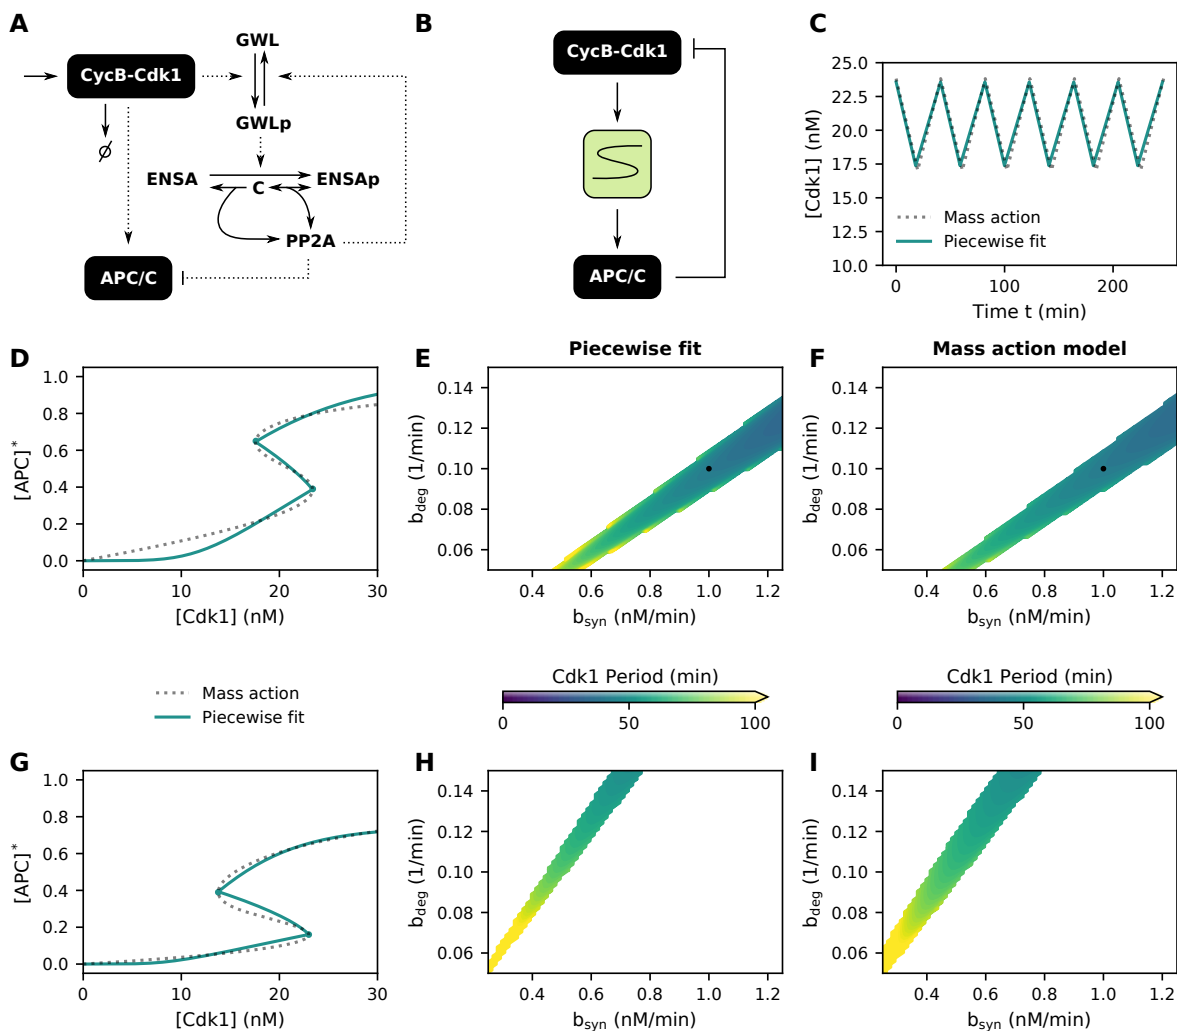 A
CycB-Cdk1
∅
GWL
GWLp
ENSA
C
ENSAp
PP2A
APC/C
B
CycB-Cdk1
APC/C
C
25.0
22.5
20.0
17.5
15.0
12.5
10.0
[Cdk1] (nM)
Mass action
Piecewise fit
0
100
200
Time t (min)
D
1.0
0.8
0.6
0.4
0.2
0.0
[APC]*
0
10
20
30
[Cdk1] (nM)
E
Piecewise fit
0.14
0.12
0.10
0.08
0.06
b_deg (1/min)
0.4
0.6
0.8
1.0
1.2
b_syn (nM/min)
F
Mass action model
0.14
0.12
0.10
0.08
0.06
b_deg (1/min)
0.4
0.6
0.8
1.0
1.2
b_syn (nM/min)
Mass action
Piecewise fit
Cdk1 Period (min)
0
50
100
Cdk1 Period (min)
0
50
100
G
1.0
0.8
0.6
0.4
0.2
0.0
[APC]*
0
10
20
30
[Cdk1] (nM)
H
0.14
0.12
0.10
0.08
0.06
b_deg (1/min)
0.4
0.6
0.8
1.0
1.2
b_syn (nM/min)
I
0.14
0.12
0.10
0.08
0.06
b_deg (1/min)
0.4
0.6
0.8
1.0
1.2
b_syn (nM/min)